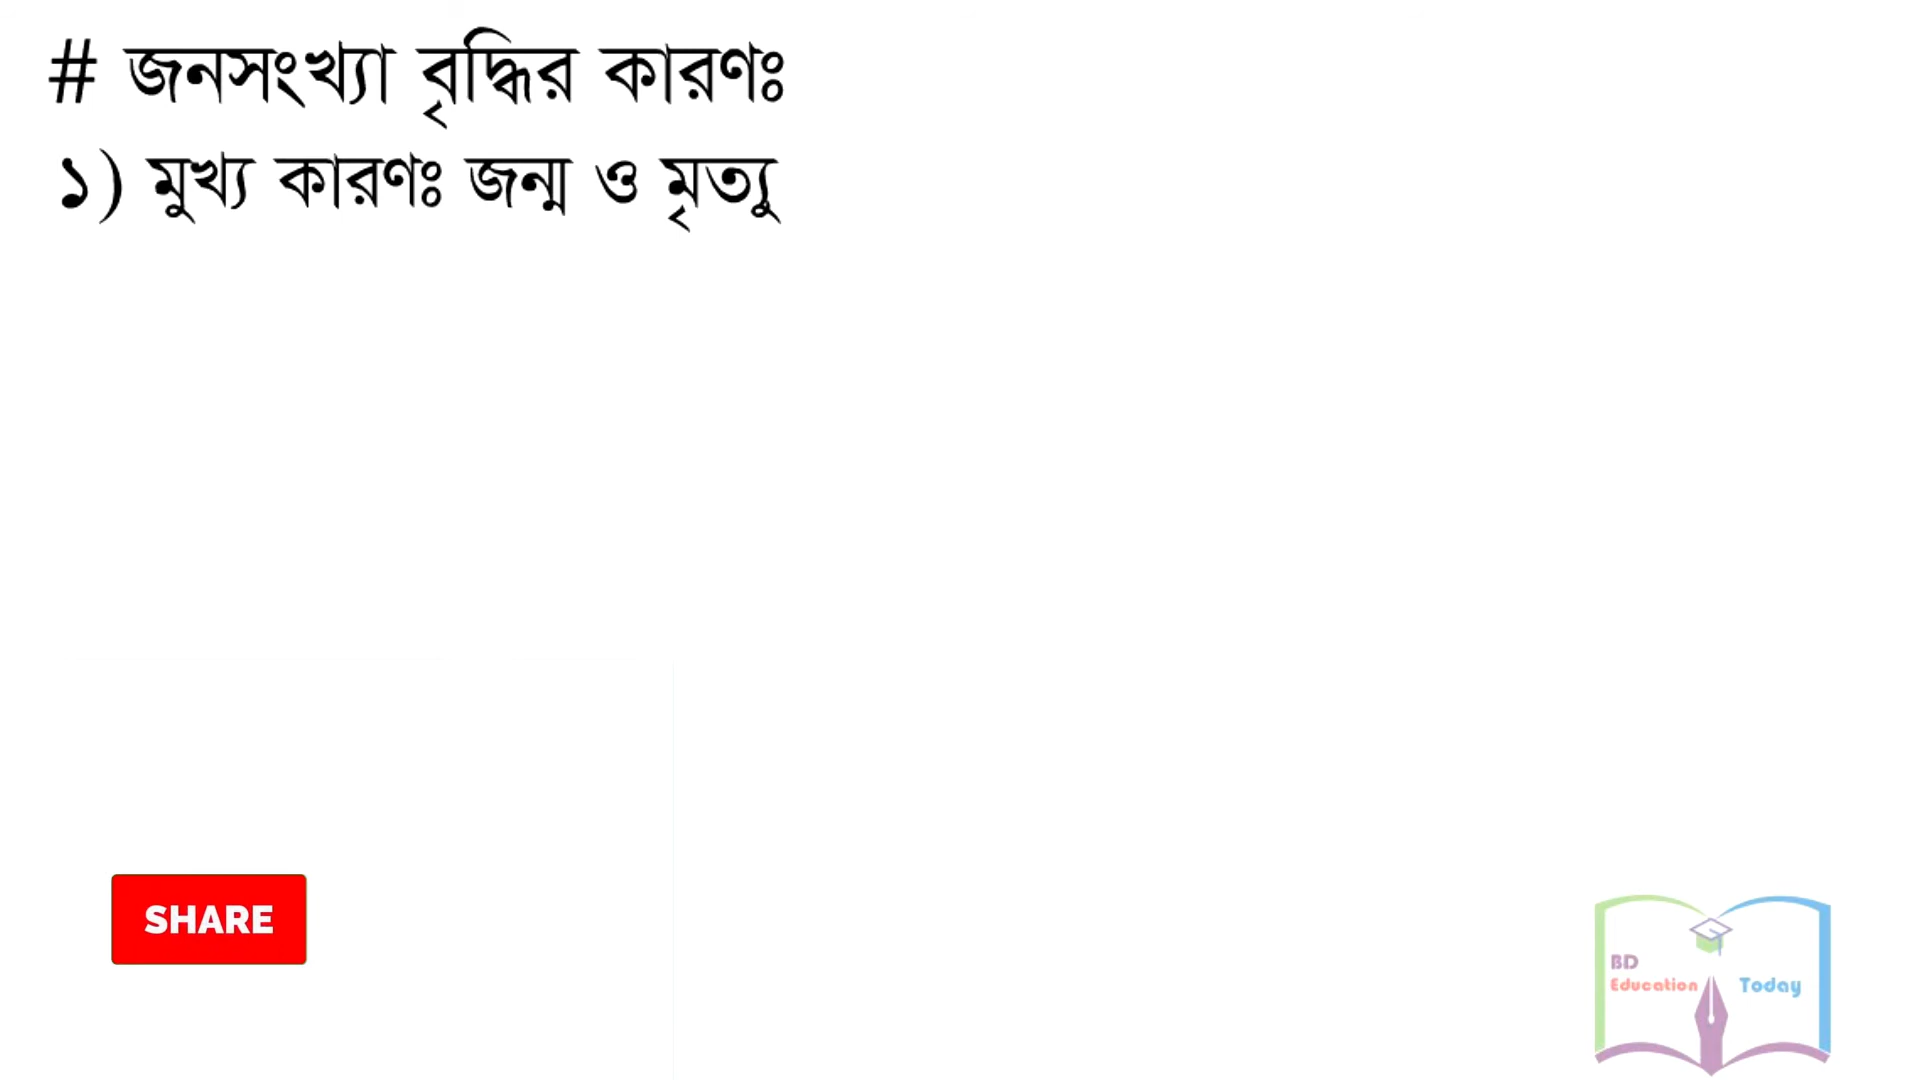 # জনসংখ্যা বৃদ্ধির কারণঃ
১) মুখ্য কারণঃ জন্ম ও মৃত্যু
SHARE
BD
Education Today